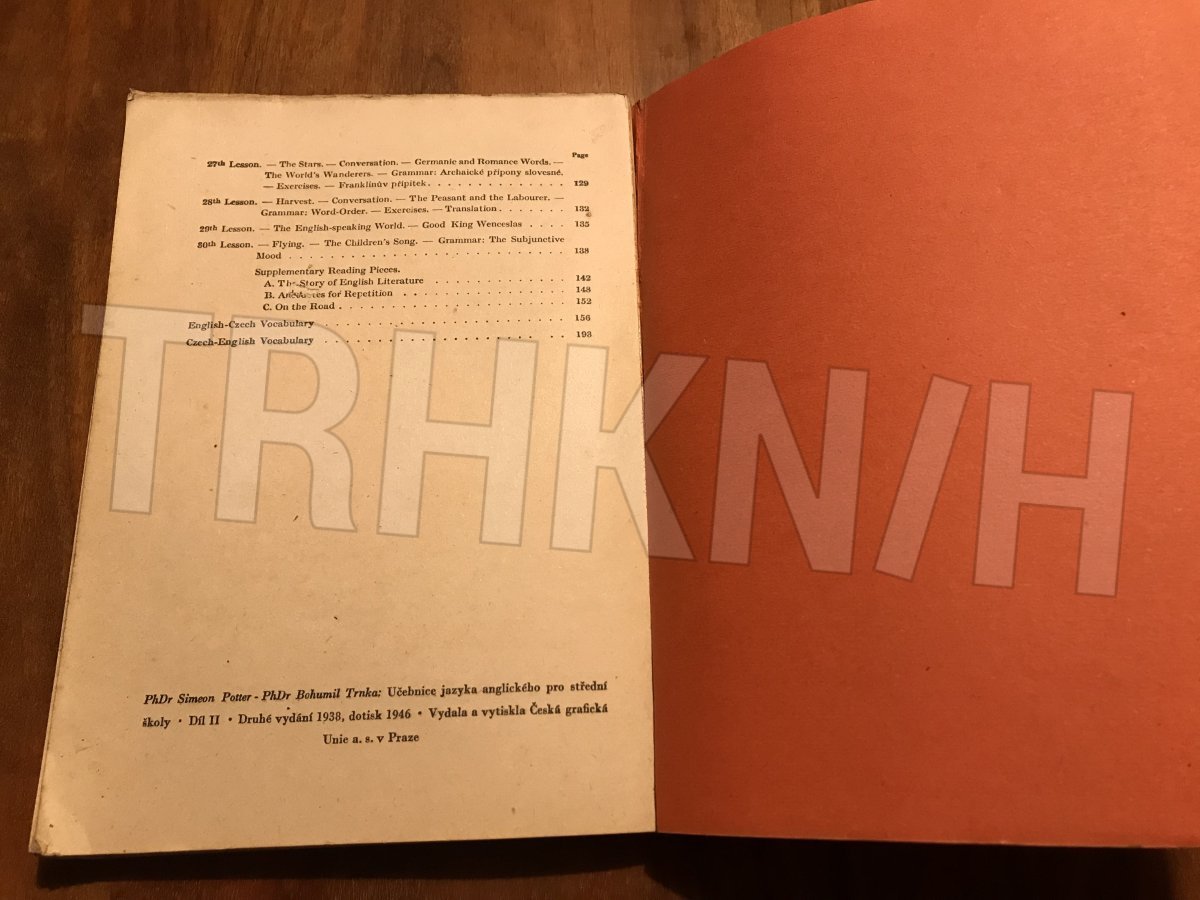 Page
27th Lesson. — The Stars. — Conversation. — Germanic and Romance Words. —
The World's Wanderers. — Grammar: Archaické přípony slovesné.
— Exercises. — Franklinův přípitek . . . . . . . . . . . . . . 129
28th Lesson. — Harvest. — Conversation. — The Peasant and the Labourer. —
Grammar: Word-Order. — Exercises. — Translation . . . . . . . 132
29th Lesson. — The English-speaking World. — Good King Wenceslas . . . . 135
30th Lesson. — Flying. — The Children's Song. — Grammar: The Subjunctive
Mood . . . . . . . . . . . . . . . . . . . . . . . . . . . . 138
Supplementary Reading Pieces.
A. The Story of English Literature . . . . . . . . . . . . . 142
B. Anecdotes for Repetition . . . . . . . . . . . . . . . . 148
C. On the Road . . . . . . . . . . . . . . . . . . . . . . . 152
English-Czech Vocabulary . . . . . . . . . . . . . . . . . . . . . . . 156
Czech-English Vocabulary . . . . . . . . . . . . . . . . . . . . . . . 193
TRHKN/H
PhDr Simeon Potter - PhDr Bohumil Trnka: Učebnice jazyka anglického pro střední
školy • Díl II • Druhé vydání 1938, dotisk 1946 • Vydala a vytiskla Česká grafická
Unie a. s. v Praze